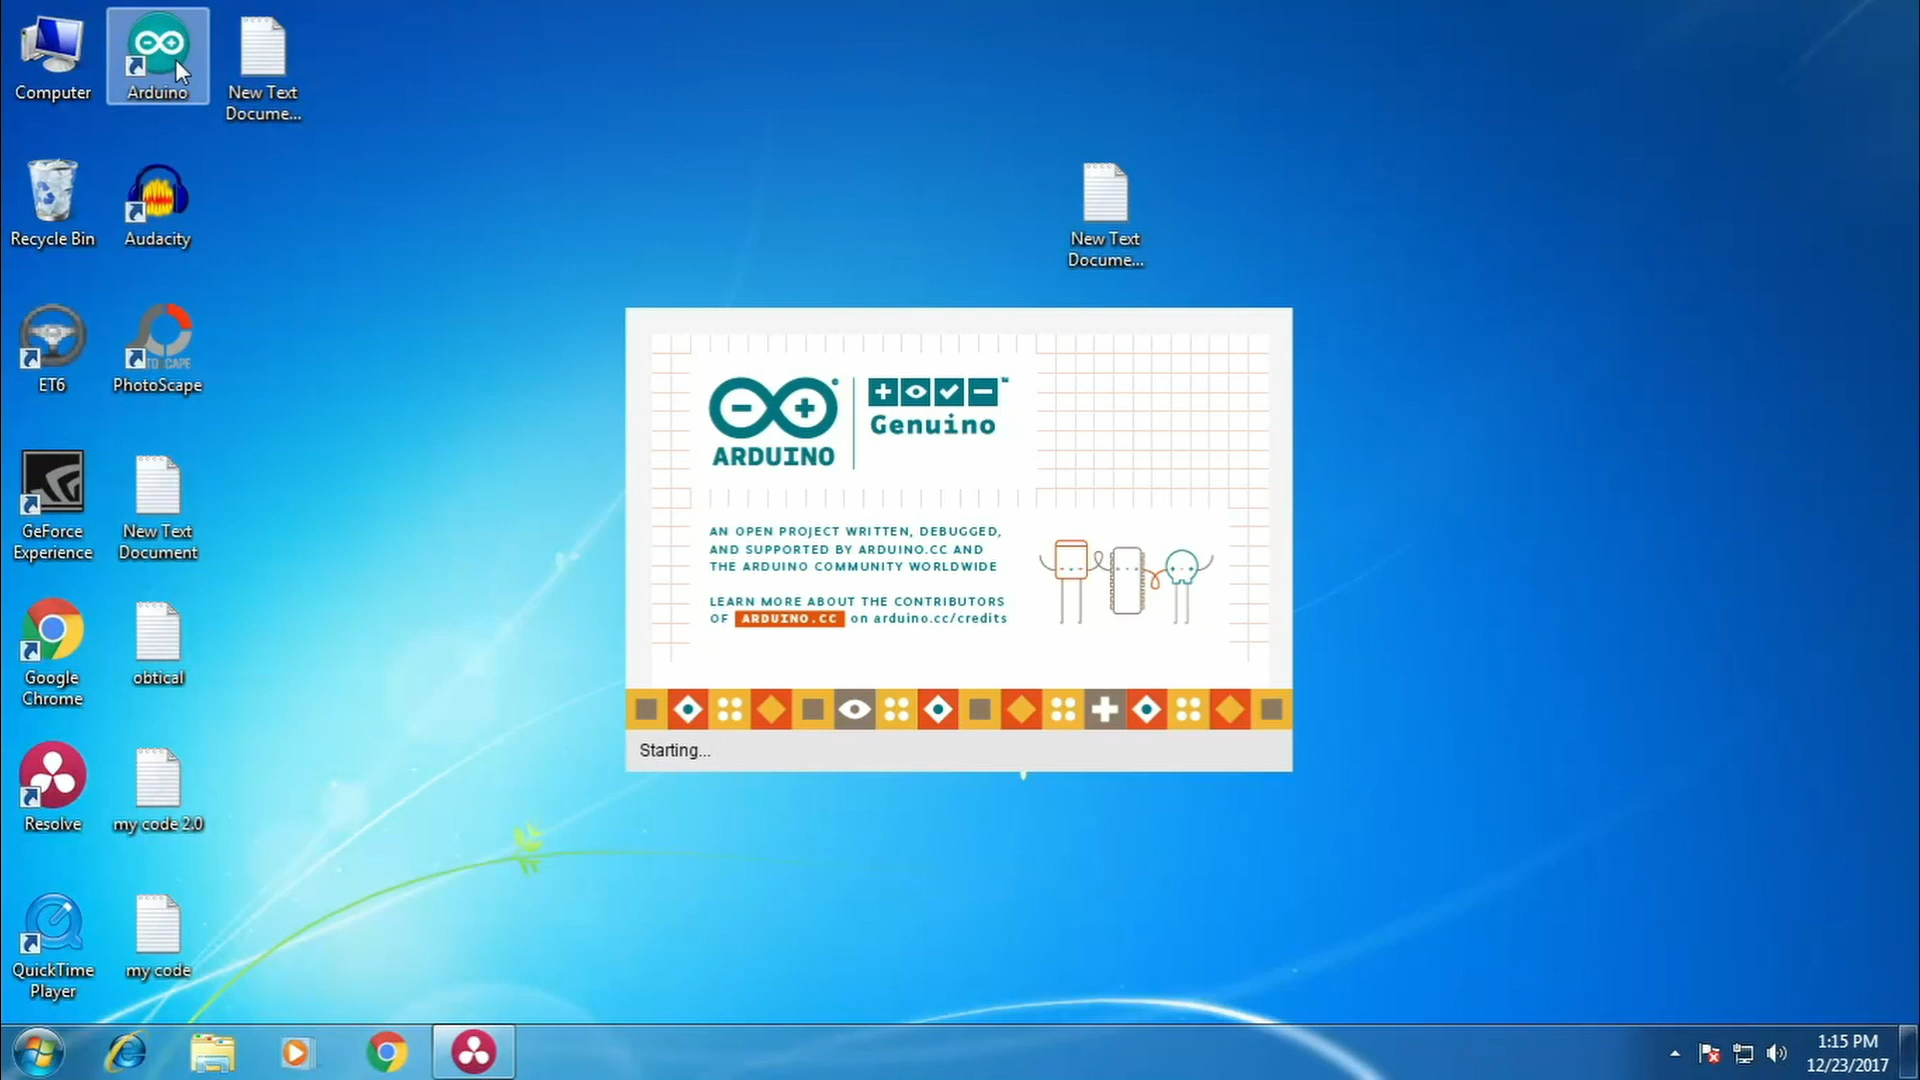 Computer
Arduino
New Text
Docume...
Recycle Bin
Audacity
New Text
Docume...
ET6
PhotoScape
GeForce
Experience
New Text
Document
Google
Chrome
obtical
Resolve
my code 2.0
QuickTime
Player
my code
ARDUINO
Genuino
AN OPEN PROJECT WRITTEN, DEBUGGED,
AND SUPPORTED BY ARDUINO.CC AND
THE ARDUINO COMMUNITY WORLDWIDE
LEARN MORE ABOUT THE CONTRIBUTORS
OF ARDUINO.CC on arduino.cc/credits
Starting...
1:15 PM
12/23/2017